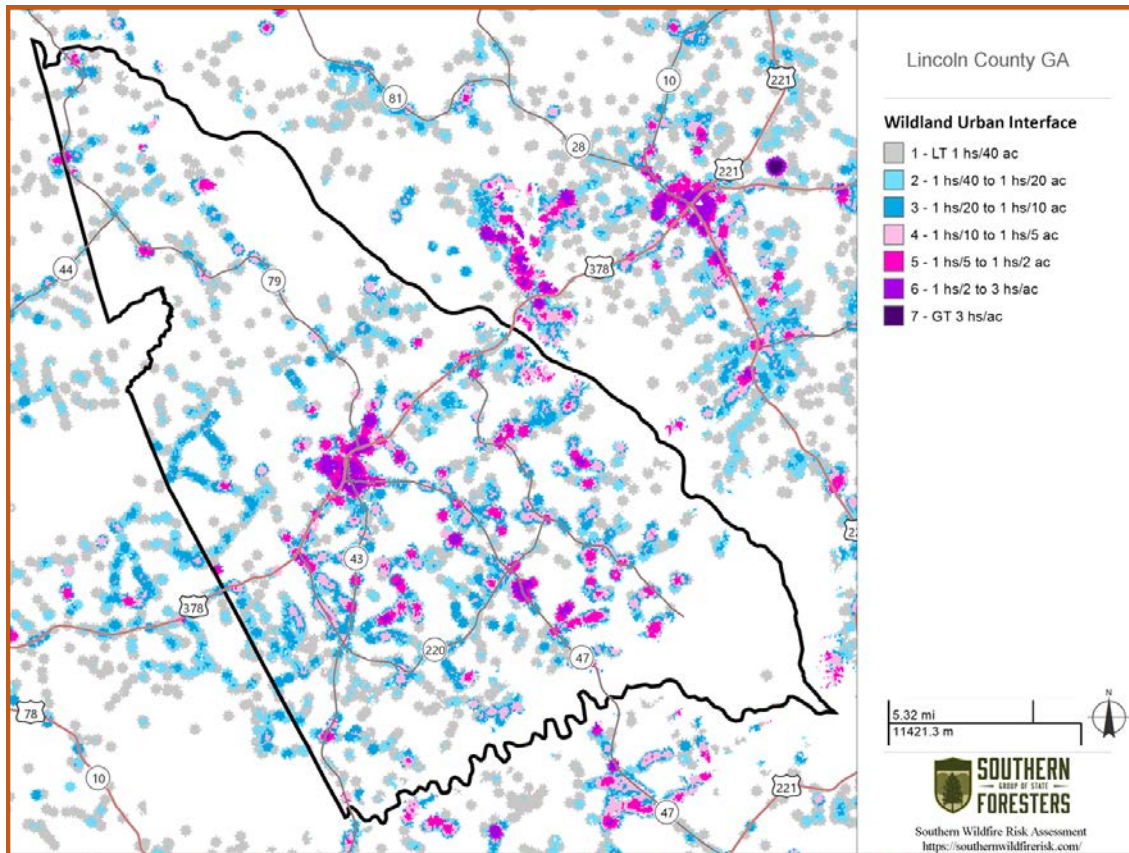 Lincoln County GA
Wildland Urban Interface
1 - LT 1 hs/40 ac
2 - 1 hs/40 to 1 hs/20 ac
3 - 1 hs/20 to 1 hs/10 ac
4 - 1 hs/10 to 1 hs/5 ac
5 - 1 hs/5 to 1 hs/2 ac
6 - 1 hs/2 to 3 hs/ac
7 - GT 3 hs/ac
10
221
81
28
221
44
378
79
43
378
220
47
78
10
221
47
5.32 mi
11421.3 m
N
SOUTHERN
GROUP OF STATE
FORESTERS
Southern Wildfire Risk Assessment
https://southernwildfirerisk.com/